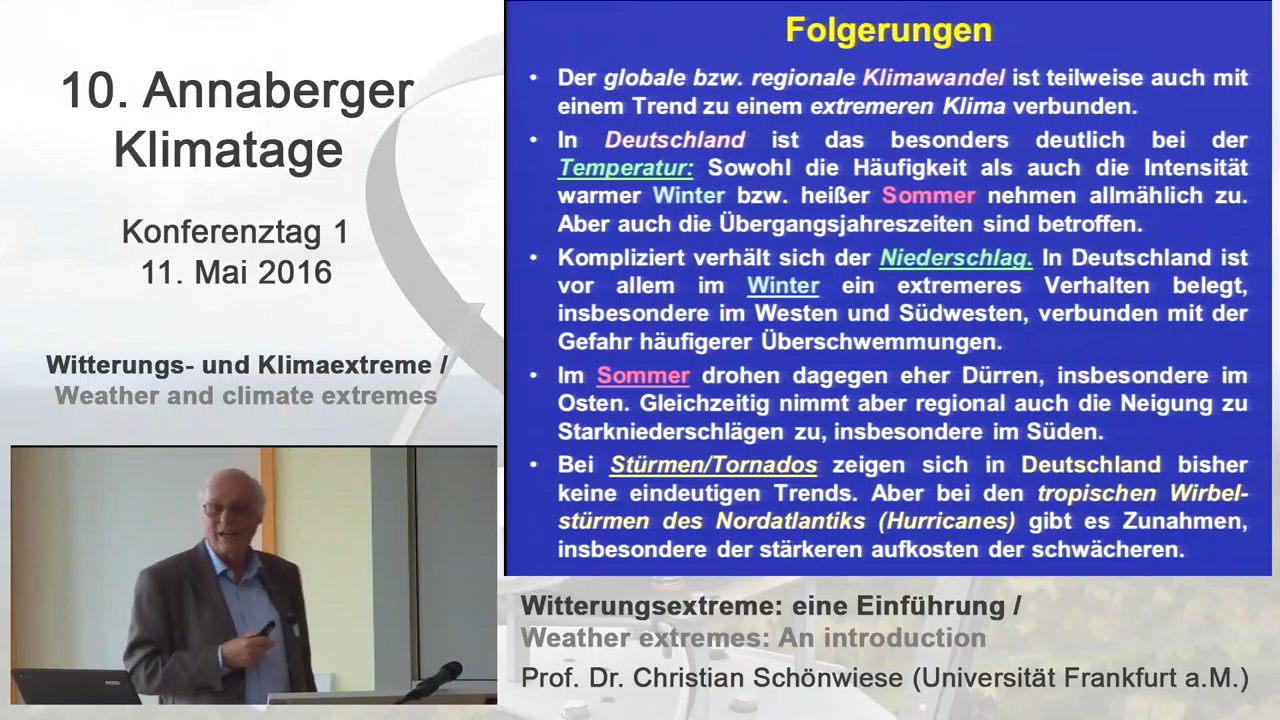 10. Annaberger
Klimatage
Konferenztag 1
11. Mai 2016
Witterungs- und Klimaextreme /
Weather and climate extremes
Folgerungen
• Der globale bzw. regionale Klimawandel ist teilweise auch mit
einem Trend zu einem extremeren Klima verbunden.
• In Deutschland ist das besonders deutlich bei der
Temperatur: Sowohl die Häufigkeit als auch die Intensität
warmer Winter bzw. heißer Sommer nehmen allmählich zu.
Aber auch die Übergangsjahreszeiten sind betroffen.
• Kompliziert verhält sich der Niederschlag. In Deutschland ist
vor allem im Winter ein extremeres Verhalten belegt,
insbesondere im Westen und Südwesten, verbunden mit der
Gefahr häufigerer Überschwemmungen.
• Im Sommer drohen dagegen eher Dürren, insbesondere im
Osten. Gleichzeitig nimmt aber regional auch die Neigung zu
Starkniederschlägen zu, insbesondere im Süden.
• Bei Stürmen/Tornados zeigen sich in Deutschland bisher
keine eindeutigen Trends. Aber bei den tropischen Wirbel-
stürmen des Nordatlantiks (Hurricanes) gibt es Zunahmen,
insbesondere der stärkeren aufkosten der schwächeren.
Witterungsextreme: eine Einführung /
Weather extremes: An introduction
Prof. Dr. Christian Schönwiese (Universität Frankfurt a.M.)